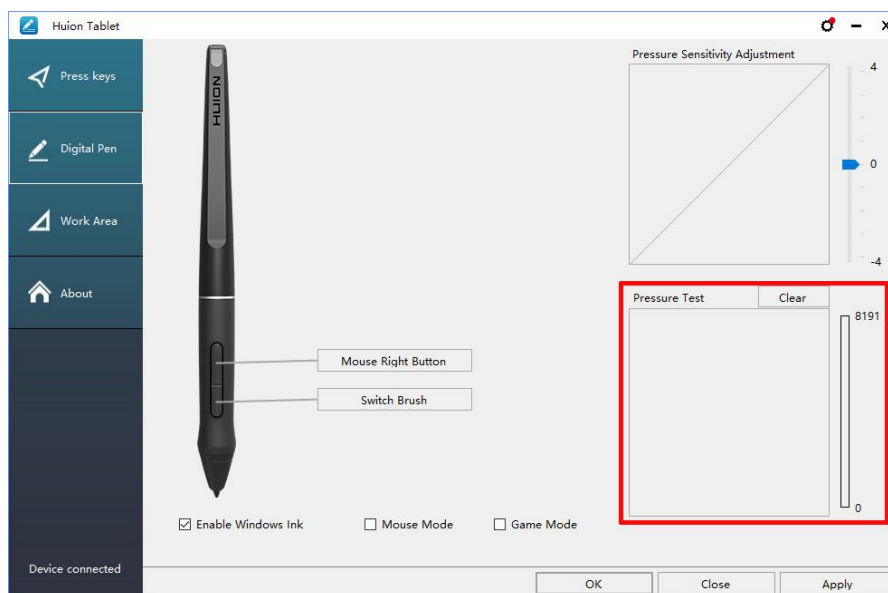 Huion Tablet
Press keys
Digital Pen
Work Area
About
Device connected
HUION
Mouse Right Button
Switch Brush
Enable Windows Ink
Mouse Mode
Game Mode
Pressure Sensitivity Adjustment
4
0
-4
Pressure Test
Clear
8191
0
OK
Close
Apply